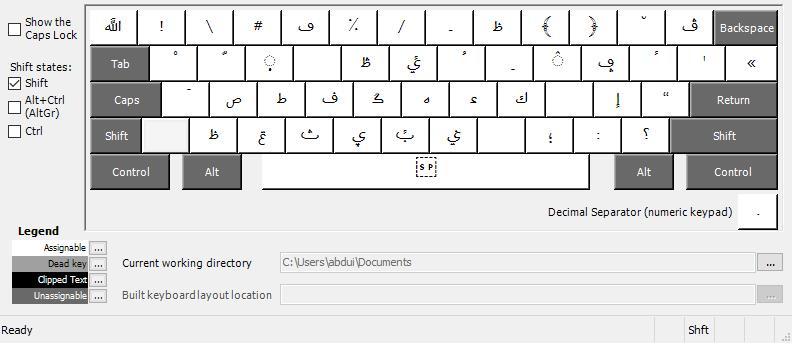 Show the Caps Lock
Shift states:
Shift
Alt+Ctrl (AltGr)
Ctrl
ﷲ ! \ # ف ٪ / - ظ ﴾ ﴿ Backspace
Tab «
Caps ص ط ف گ ه ء ك إ “ Return
Shift ظ ؛ : ؟ Shift
Control Alt SP Alt Control
Decimal Separator (numeric keypad) .
Legend
Assignable ...
Dead key ...
Clipped Text ...
Unassignable ...
Current working directory C:\Users\abdui\Documents ...
Built keyboard layout location ...
Ready Shft